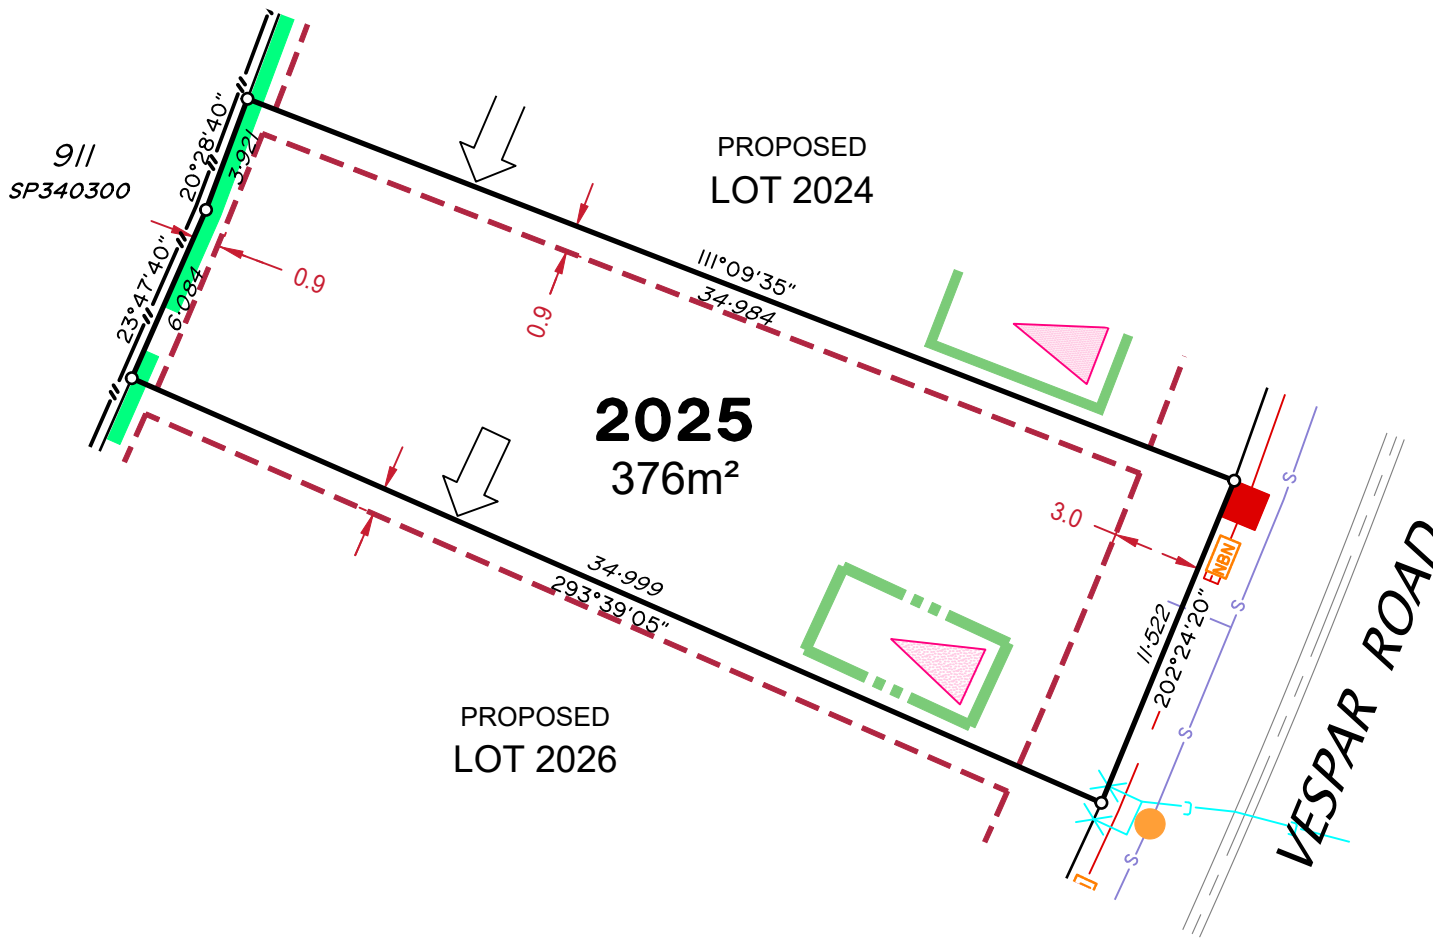 911
SP340300
20°28'40"
3·921
23°47'40"
6·084
0.9
0.9
PROPOSED
LOT 2024
111°09'35"
34·984
2025
376m²
3.0
34·999
293°39'05"
PROPOSED
LOT 2026
11·522
202°24'20"
E
NBN
S
S
S
S
J
VESPAR ROAD